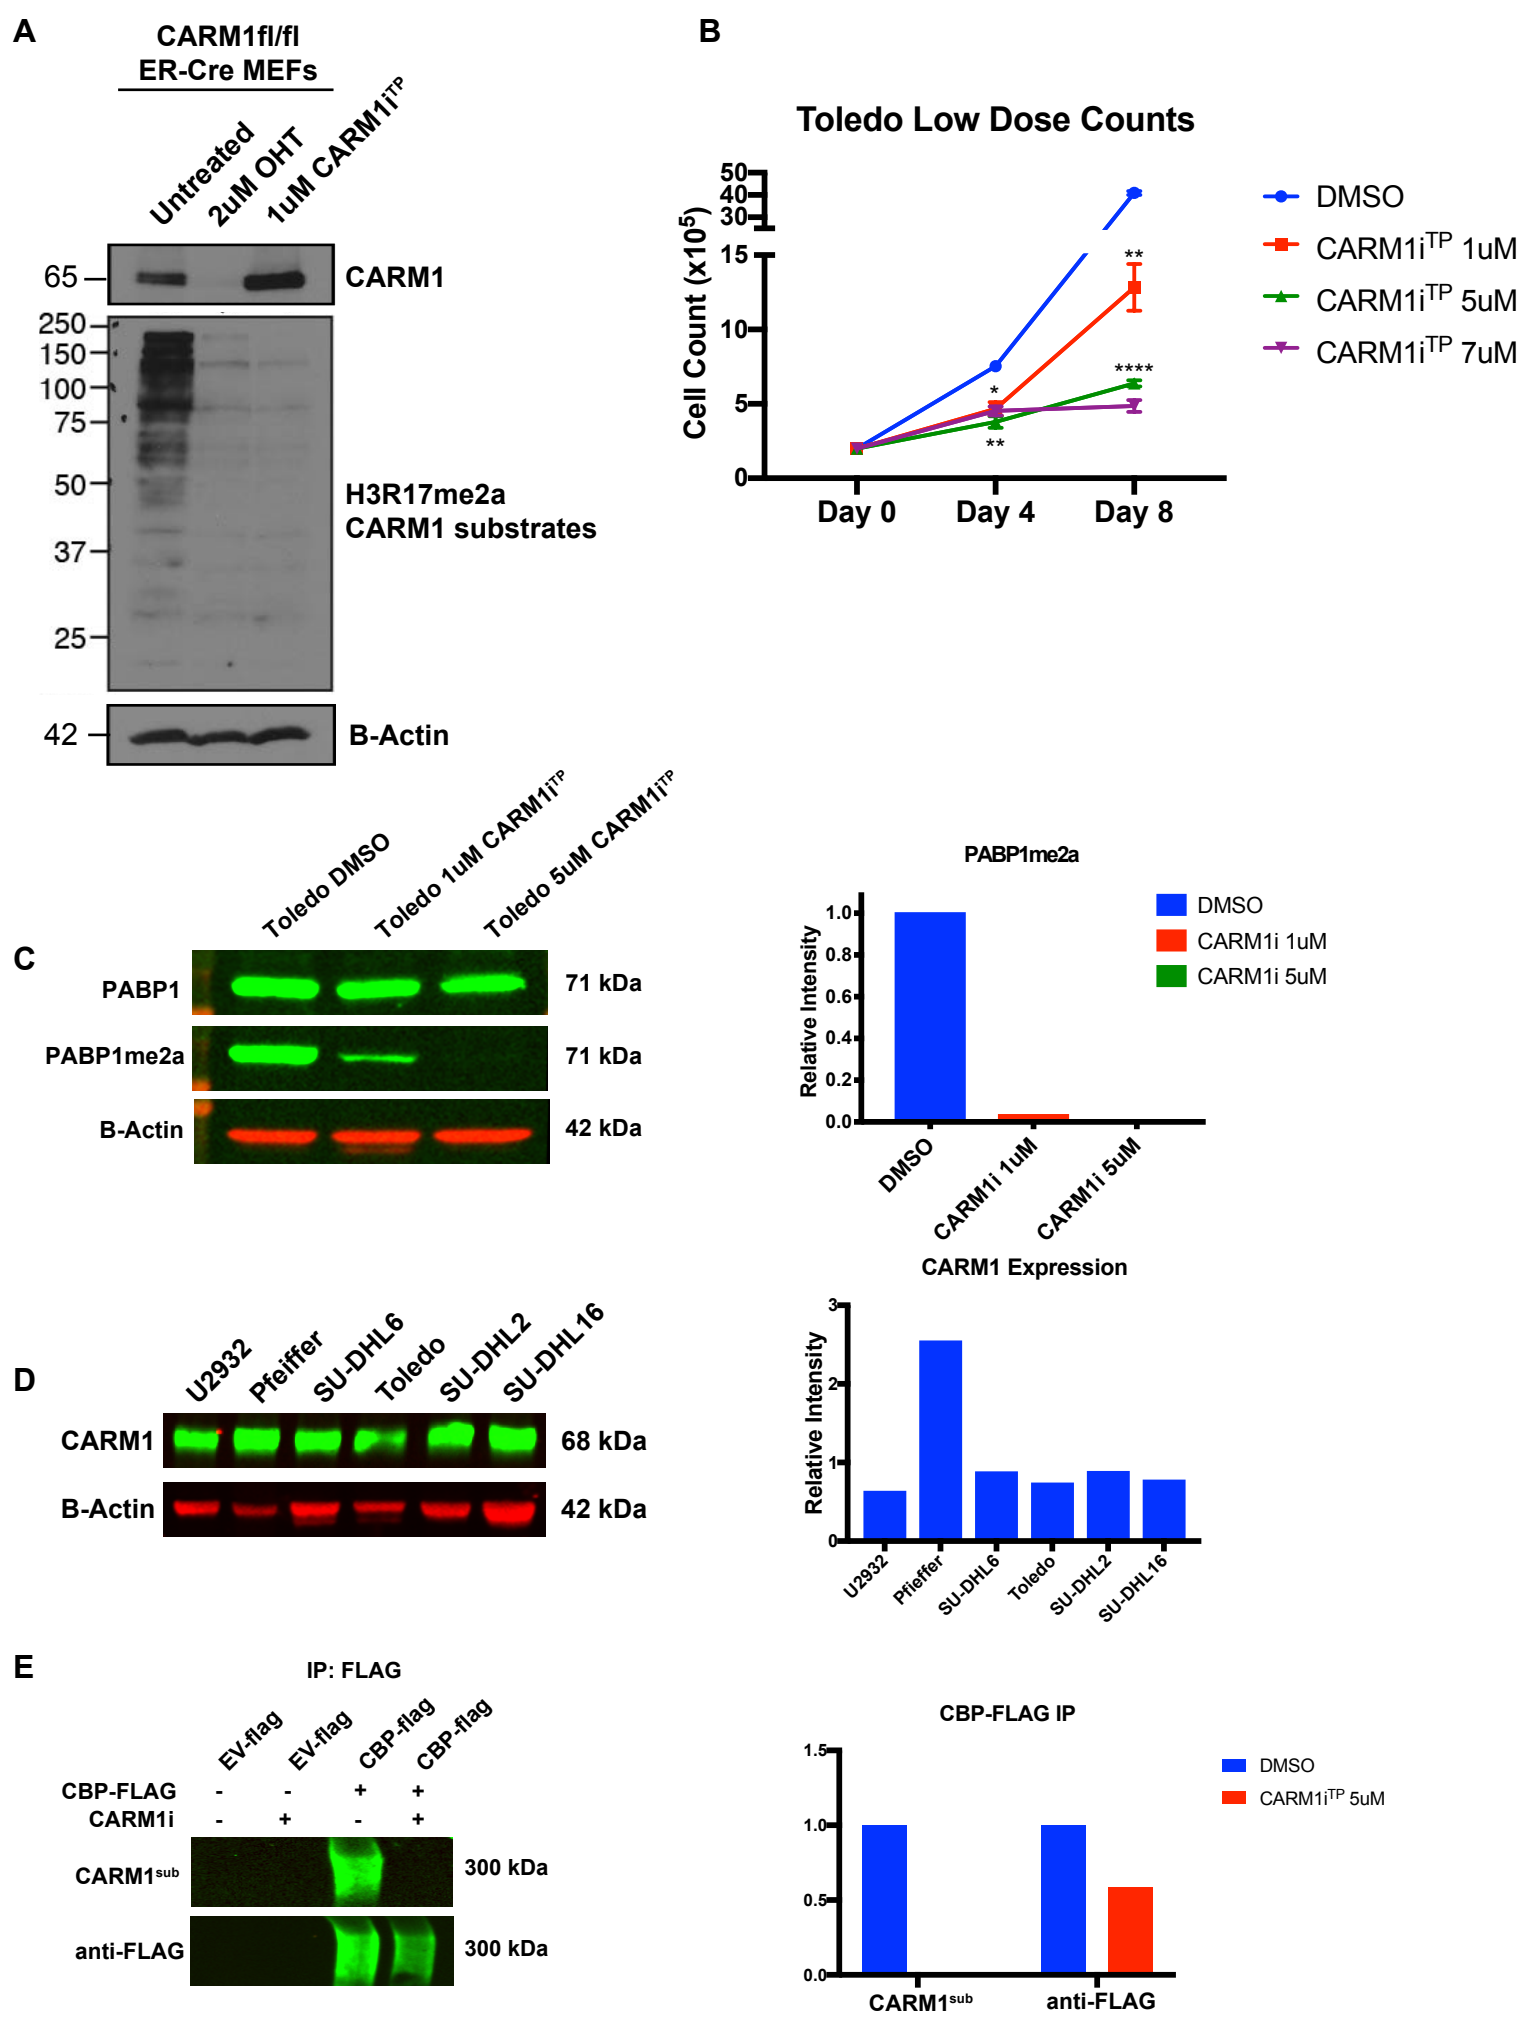 A
CARM1fl/fl
ER-Cre MEFs
Untreated
2uM OHT
1uM CARM1iTP
65
CARM1
250
150
100
75
50
37
25
H3R17me2a
CARM1 substrates
42
B-Actin
B
Toledo Low Dose Counts
Cell Count (x10⁵)
50
40
30
15
10
5
0
**
****
*
**
Day 0
Day 4
Day 8
DMSO
CARM1iTP 1uM
CARM1iTP 5uM
CARM1iTP 7uM
C
Toledo DMSO
Toledo 1uM CARM1iTP
Toledo 5uM CARM1iTP
PABP1
71 kDa
PABP1me2a
71 kDa
B-Actin
42 kDa
PABP1me2a
Relative Intensity
1.0
0.8
0.6
0.4
0.2
0.0
DMSO
CARM1i 1uM
CARM1i 5uM
DMSO
CARM1i 1uM
CARM1i 5uM
D
U2932
Pfeiffer
SU-DHL6
Toledo
SU-DHL2
SU-DHL16
CARM1
68 kDa
B-Actin
42 kDa
CARM1 Expression
Relative Intensity
3
2
1
0
U2932
Pfieffer
SU-DHL6
Toledo
SU-DHL2
SU-DHL16
E
IP: FLAG
EV-flag
EV-flag
CBP-flag
CBP-flag
CBP-FLAG - - + +
CARM1i - + - +
CARM1sub
300 kDa
anti-FLAG
300 kDa
CBP-FLAG IP
1.5
1.0
0.5
0.0
CARM1sub
anti-FLAG
DMSO
CARM1iTP 5uM